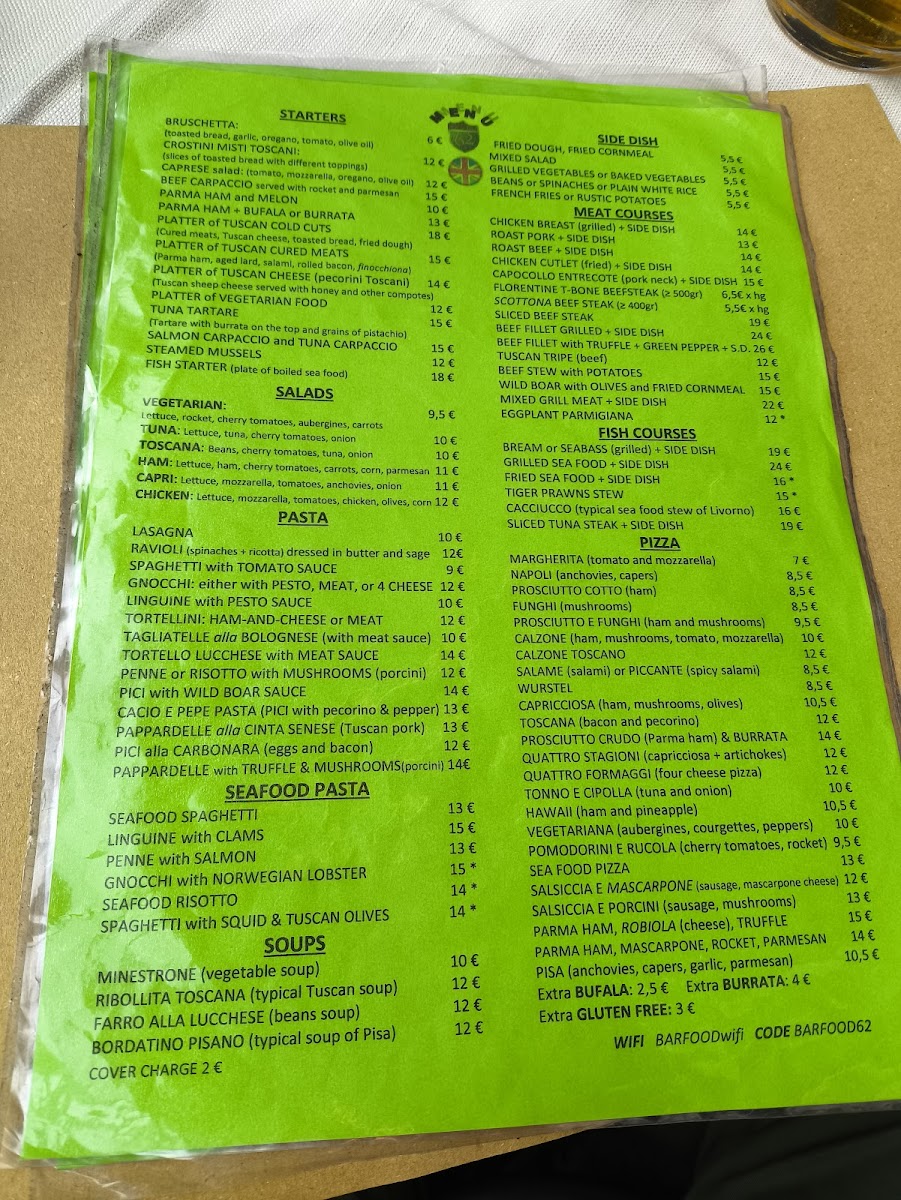 MENU
62
STARTERS
BRUSCHETTA: 6 €
(toasted bread, garlic, oregano, tomato, olive oil)
CROSTINI MISTI TOSCANI: 12 €
(slices of toasted bread with different toppings)
CAPRESE salad: (tomato, mozzarella, oregano, olive oil) 12 €
BEEF CARPACCIO served with rocket and parmesan 15 €
PARMA HAM and MELON 10 €
PARMA HAM + BUFALA or BURRATA 13 €
PLATTER of TUSCAN COLD CUTS 18 €
(Cured meats, Tuscan cheese, toasted bread, fried dough)
PLATTER of TUSCAN CURED MEATS 15 €
(Parma ham, aged lard, salami, rolled bacon, finocchiona)
PLATTER of TUSCAN CHEESE (pecorini Toscani) 14 €
(Tuscan sheep cheese served with honey and other compotes)
PLATTER of VEGETARIAN FOOD 12 €
TUNA TARTARE 15 €
(Tartare with burrata on the top and grains of pistachio)
SALMON CARPACCIO and TUNA CARPACCIO 15 €
STEAMED MUSSELS 12 €
FISH STARTER (plate of boiled sea food) 18 €
SALADS
VEGETARIAN: 9,5 €
Lettuce, rocket, cherry tomatoes, aubergines, carrots
TUNA: Lettuce, tuna, cherry tomatoes, onion 10 €
TOSCANA: Beans, cherry tomatoes, tuna, onion 10 €
HAM: Lettuce, ham, cherry tomatoes, carrots, corn, parmesan 11 €
CAPRI: Lettuce, mozzarella, tomatoes, anchovies, onion 11 €
CHICKEN: Lettuce, mozzarella, tomatoes, chicken, olives, corn 12 €
PASTA
LASAGNA 10 €
RAVIOLI (spinaches + ricotta) dressed in butter and sage 12€
SPAGHETTI with TOMATO SAUCE 9 €
GNOCCHI: either with PESTO, MEAT, or 4 CHEESE 12 €
LINGUINE with PESTO SAUCE 10 €
TORTELLINI: HAM-AND-CHEESE or MEAT 12 €
TAGLIATELLE alla BOLOGNESE (with meat sauce) 10 €
TORTELLO LUCCHESE with MEAT SAUCE 14 €
PENNE or RISOTTO with MUSHROOMS (porcini) 12 €
PICI with WILD BOAR SAUCE 14 €
CACIO E PEPE PASTA (PICI with pecorino & pepper) 13 €
PAPPARDELLE alla CINTA SENESE (Tuscan pork) 13 €
PICI alla CARBONARA (eggs and bacon) 12 €
PAPPARDELLE with TRUFFLE & MUSHROOMS(porcini) 14€
SEAFOOD PASTA
SEAFOOD SPAGHETTI 13 €
LINGUINE with CLAMS 15 €
PENNE with SALMON 13 €
GNOCCHI with NORWEGIAN LOBSTER 15 *
SEAFOOD RISOTTO 14 *
SPAGHETTI with SQUID & TUSCAN OLIVES 14 *
SOUPS
MINESTRONE (vegetable soup) 10 €
RIBOLLITA TOSCANA (typical Tuscan soup) 12 €
FARRO ALLA LUCCHESE (beans soup) 12 €
BORDATINO PISANO (typical soup of Pisa) 12 €
COVER CHARGE 2 €
SIDE DISH
FRIED DOUGH, FRIED CORNMEAL 5,5 €
MIXED SALAD 5,5 €
GRILLED VEGETABLES or BAKED VEGETABLES 5,5 €
BEANS or SPINACHES or PLAIN WHITE RICE 5,5 €
FRENCH FRIES or RUSTIC POTATOES 5,5 €
MEAT COURSES
CHICKEN BREAST (grilled) + SIDE DISH 14 €
ROAST PORK + SIDE DISH 13 €
ROAST BEEF + SIDE DISH 14 €
CHICKEN CUTLET (fried) + SIDE DISH 14 €
CAPOCOLLO ENTRECOTE (pork neck) + SIDE DISH 15 €
FLORENTINE T-BONE BEEFSTEAK (≥ 500gr) 6,5€ x hg
SCOTTONA BEEF STEAK (≥ 400gr) 5,5€ x hg
SLICED BEEF STEAK 19 €
BEEF FILLET GRILLED + SIDE DISH 24 €
BEEF FILLET with TRUFFLE + GREEN PEPPER + S.D. 26 €
TUSCAN TRIPE (beef) 12 €
BEEF STEW with POTATOES 15 €
WILD BOAR with OLIVES and FRIED CORNMEAL 15 €
MIXED GRILL MEAT + SIDE DISH 22 €
EGGPLANT PARMIGIANA 12 *
FISH COURSES
BREAM or SEABASS (grilled) + SIDE DISH 19 €
GRILLED SEA FOOD + SIDE DISH 24 €
FRIED SEA FOOD + SIDE DISH 16 *
TIGER PRAWNS STEW 15 *
CACCIUCCO (typical sea food stew of Livorno) 16 €
SLICED TUNA STEAK + SIDE DISH 19 €
PIZZA
MARGHERITA (tomato and mozzarella) 7 €
NAPOLI (anchovies, capers) 8,5 €
PROSCIUTTO COTTO (ham) 8,5 €
FUNGHI (mushrooms) 8,5 €
PROSCIUTTO E FUNGHI (ham and mushrooms) 9,5 €
CALZONE (ham, mushrooms, tomato, mozzarella) 10 €
CALZONE TOSCANO 12 €
SALAME (salami) or PICCANTE (spicy salami) 8,5 €
WURSTEL 8,5 €
CAPRICCIOSA (ham, mushrooms, olives) 10,5 €
TOSCANA (bacon and pecorino) 12 €
PROSCIUTTO CRUDO (Parma ham) & BURRATA 14 €
QUATTRO STAGIONI (capricciosa + artichokes) 12 €
QUATTRO FORMAGGI (four cheese pizza) 12 €
TONNO E CIPOLLA (tuna and onion) 10 €
HAWAII (ham and pineapple) 10,5 €
VEGETARIANA (aubergines, courgettes, peppers) 10 €
POMODORINI E RUCOLA (cherry tomatoes, rocket) 9,5 €
SEA FOOD PIZZA 13 €
SALSICCIA E MASCARPONE (sausage, mascarpone cheese) 12 €
SALSICCIA E PORCINI (sausage, mushrooms) 13 €
PARMA HAM, ROBIOLA (cheese), TRUFFLE 15 €
PARMA HAM, MASCARPONE, ROCKET, PARMESAN 14 €
PISA (anchovies, capers, garlic, parmesan) 10,5 €
Extra BUFALA: 2,5 € Extra BURRATA: 4 €
Extra GLUTEN FREE: 3 €
WIFI BARFOODwifi CODE BARFOOD62